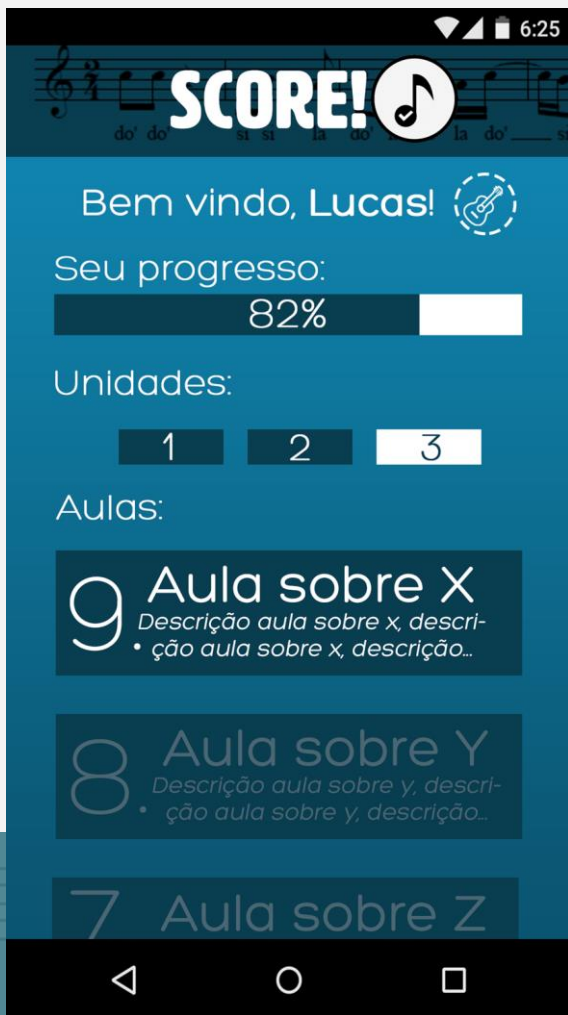 6:25
SCORE!
do' do' si si la do' la do' si
Bem vindo, Lucas!
Seu progresso:
82%
Unidades:
1 2 3
Aulas:
9. Aula sobre X
Descrição aula sobre x, descri-
ção aula sobre x, descrição...
8. Aula sobre Y
Descrição aula sobre y, descri-
ção aula sobre y, descrição...
7 Aula sobre Z